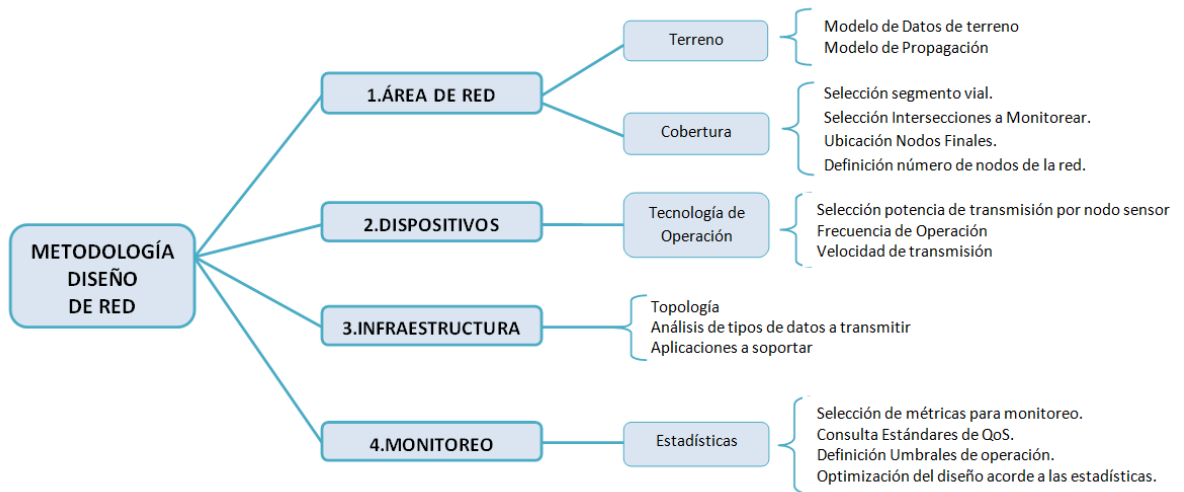 METODOLOGÍA
DISEÑO
DE RED
1.ÁREA DE RED
Terreno
Modelo de Datos de terreno
Modelo de Propagación
Cobertura
Selección segmento vial.
Selección Intersecciones a Monitorear.
Ubicación Nodos Finales.
Definición número de nodos de la red.
2.DISPOSITIVOS
Tecnología de
Operación
Selección potencia de transmisión por nodo sensor
Frecuencia de Operación
Velocidad de transmisión
3.INFRAESTRUCTURA
Topología
Análisis de tipos de datos a transmitir
Aplicaciones a soportar
4.MONITOREO
Estadísticas
Selección de métricas para monitoreo.
Consulta Estándares de QoS.
Definición Umbrales de operación.
Optimización del diseño acorde a las estadísticas.